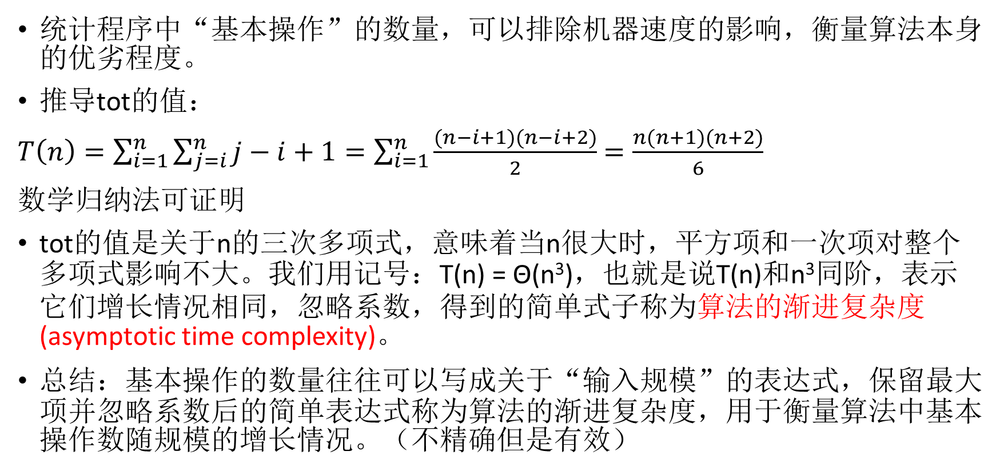 • 统计程序中“基本操作”的数量，可以排除机器速度的影响，衡量算法本身
的优劣程度。
• 推导tot的值：
T(n) = ∑_{i=1}^{n} ∑_{j=i}^{n} j − i + 1 = ∑_{i=1}^{n} (n−i+1)(n−i+2)/2 = n(n+1)(n+2)/6
数学归纳法可证明
• tot的值是关于n的三次多项式，意味着当n很大时，平方项和一次项对整个
多项式影响不大。我们用记号：T(n) = Θ(n³)，也就是说T(n)和n³同阶，表示
它们增长情况相同，忽略系数，得到的简单式子称为算法的渐进复杂度
(asymptotic time complexity)。
• 总结：基本操作的数量往往可以写成关于“输入规模”的表达式，保留最大
项并忽略系数后的简单表达式称为算法的渐进复杂度，用于衡量算法中基本
操作数随规模的增长情况。（不精确但是有效）